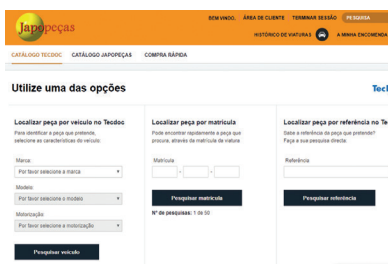 Japopeças
BEM VINDO. ÁREA DE CLIENTE TERMINAR SESSÃO PESQUISA
HISTÓRICO DE VIATURAS A MINHA ENCOMENDA
CATÁLOGO TECDOC CATÁLOGO JAPOPEÇAS COMPRA RÁPIDA
Utilize uma das opções
Tecl
Localizar peça por veículo no Tecdoc
Para identificar a peça que pretende,
selecione as características do veículo:
Marca:
Por favor selecione a marca
Modelo:
Por favor selecione o modelo
Motorização
Por favor selecione a motorização
Pesquisar veículo
Localizar peça por matrícula
Pode encontrar rapidamente a peça que
procura, através da matrícula da viatura
Matrícula
- -
Pesquisar matrícula
Nº de pesquisas: 1 de 50
Localizar peça por referência no Te
Sabe a referência da peça que pretende?
Faça a sua pesquisa directa.
Referência
Pesquisar referência